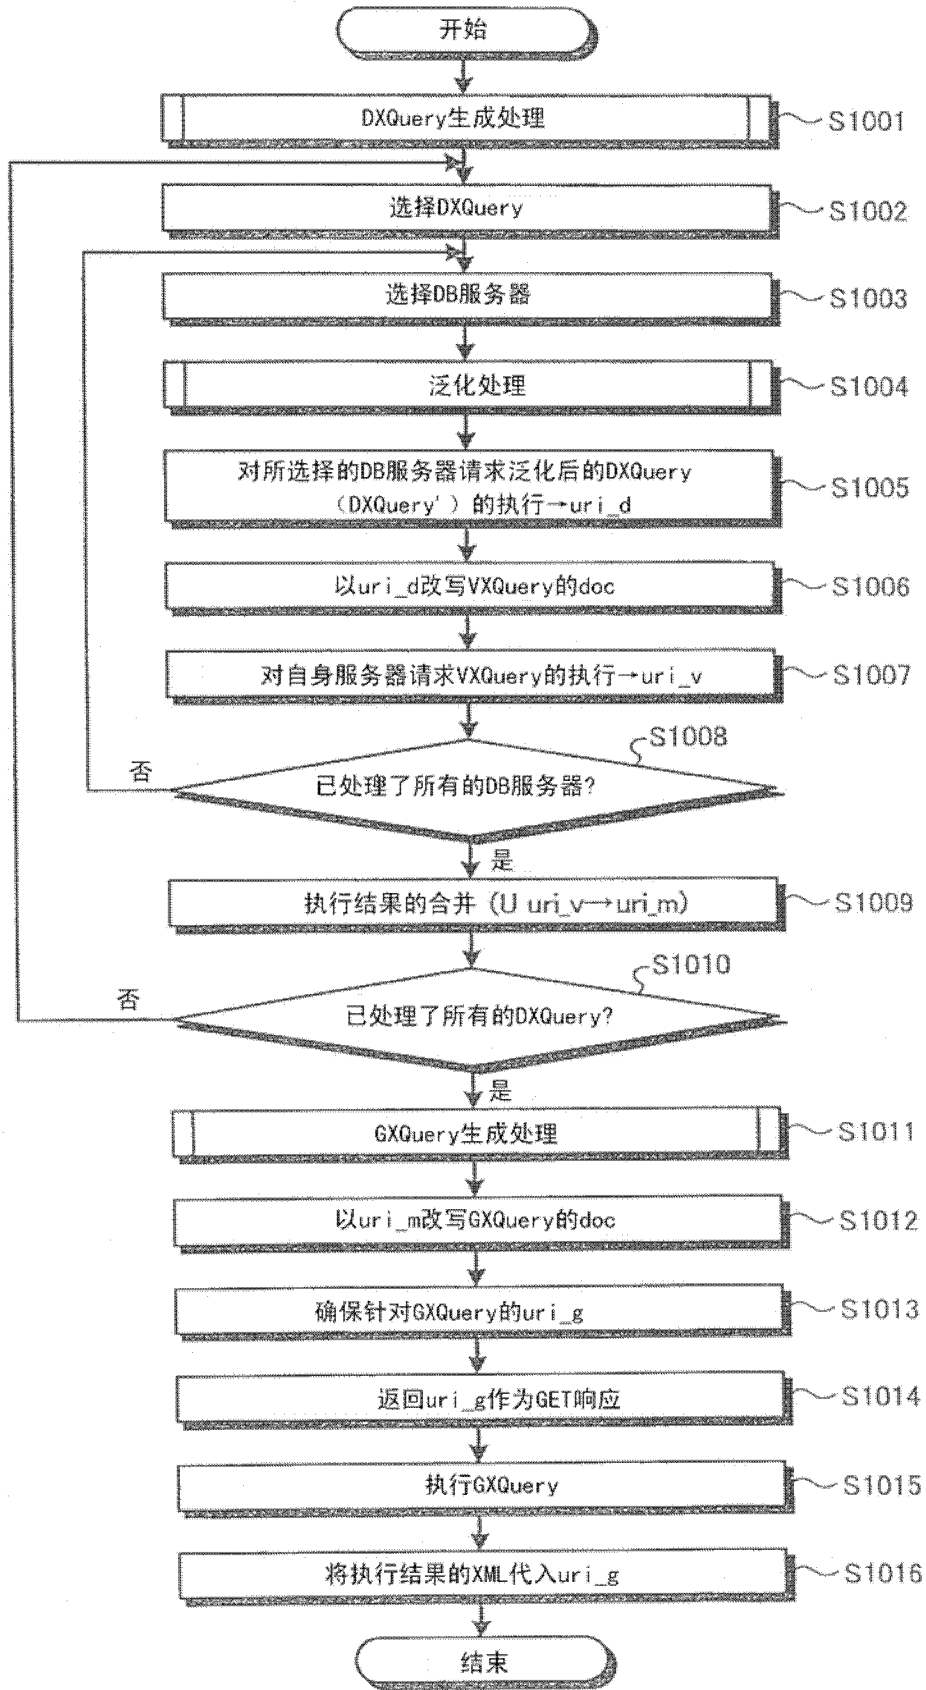 开始
DXQuery生成处理
S1001
选择DXQuery
S1002
选择DB服务器
S1003
泛化处理
S1004
对所选择的DB服务器请求泛化后的DXQuery
（DXQuery'）的执行→uri_d
S1005
以uri_d改写VXQuery的doc
S1006
对自身服务器请求VXQuery的执行→uri_v
S1007
S1008
否
已处理了所有的DB服务器?
是
执行结果的合并 (U uri_v→uri_m)
S1009
S1010
否
已处理了所有的DXQuery?
是
GXQuery生成处理
S1011
以uri_m改写GXQuery的doc
S1012
确保针对GXQuery的uri_g
S1013
返回uri_g作为GET响应
S1014
执行GXQuery
S1015
将执行结果的XML代入uri_g
S1016
结束